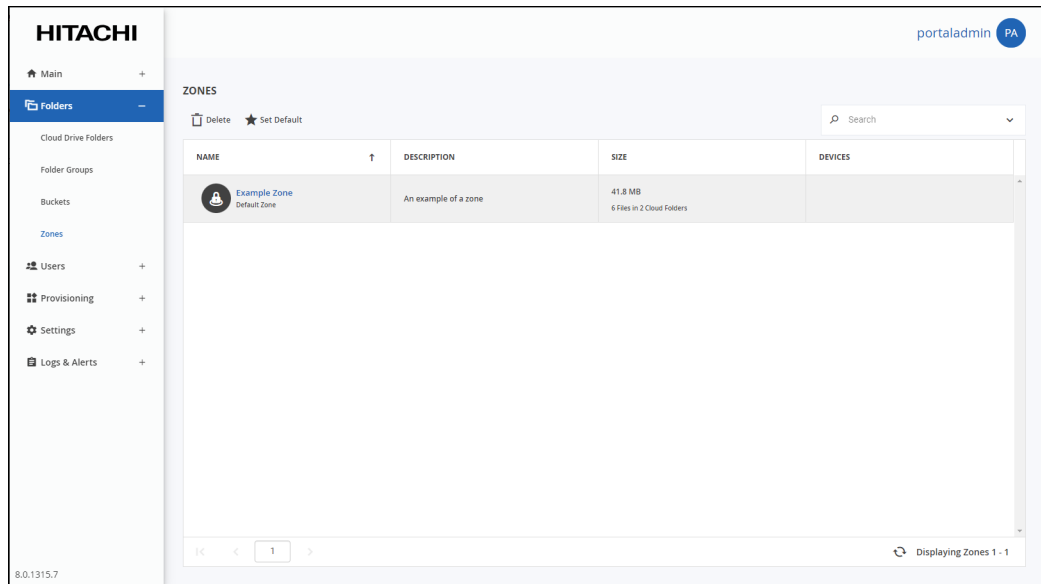 HITACHI
portaladmin PA
Main
Folders
Cloud Drive Folders
Folder Groups
Buckets
Zones
Users
Provisioning
Settings
Logs & Alerts
8.0.1315.7
ZONES
Delete Set Default
Search
NAME DESCRIPTION SIZE DEVICES
Example Zone
Default Zone
An example of a zone
41.8 MB
6 Files in 2 Cloud Folders
1
Displaying Zones 1 - 1